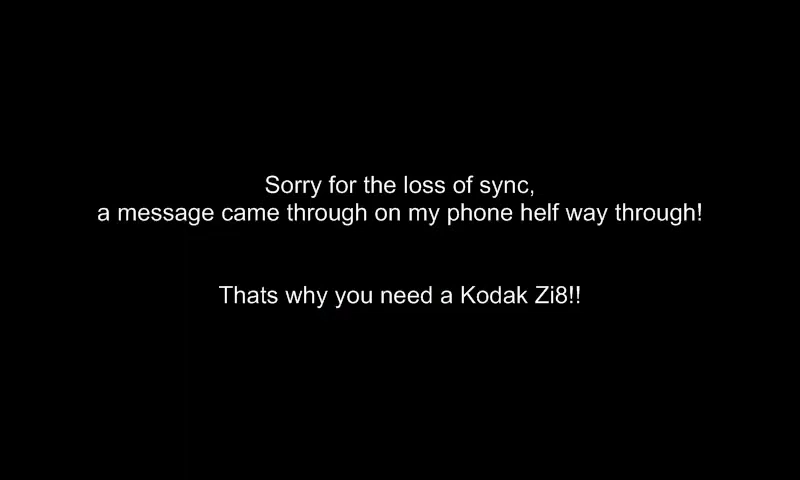 Sorry for the loss of sync,
a message came through on my phone helf way through!
Thats why you need a Kodak Zi8!!